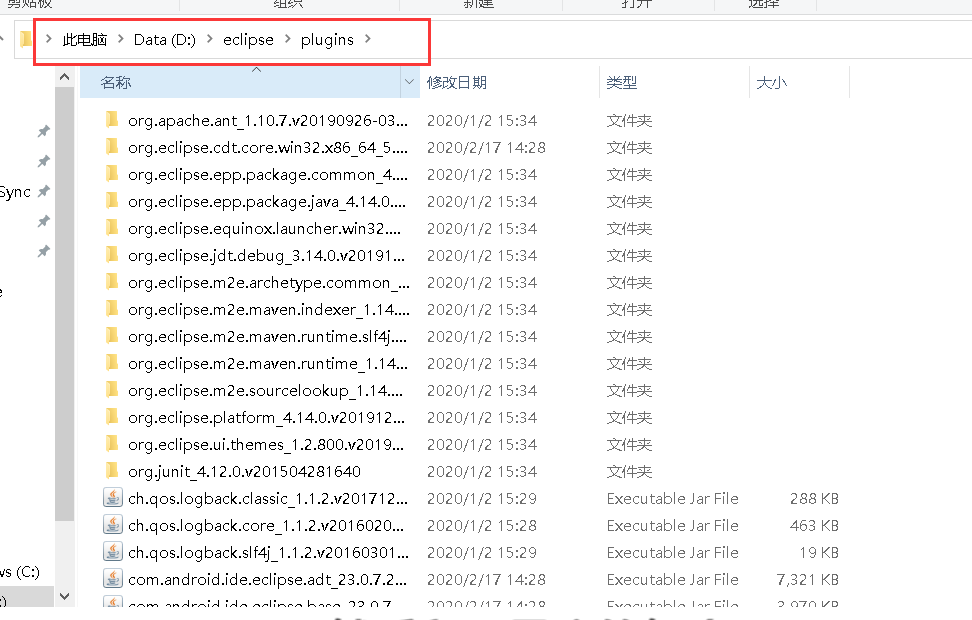 剪贴板 组织 新建 打开 选择
此电脑 > Data (D:) > eclipse > plugins >
名称 修改日期 类型 大小
org.apache.ant_1.10.7.v20190926-03... 2020/1/2 15:34 文件夹
org.eclipse.cdt.core.win32.x86_64_5.... 2020/2/17 14:28 文件夹
org.eclipse.epp.package.common_4.... 2020/1/2 15:34 文件夹
org.eclipse.epp.package.java_4.14.0.... 2020/1/2 15:34 文件夹
Sync
org.eclipse.equinox.launcher.win32.... 2020/1/2 15:34 文件夹
org.eclipse.jdt.debug_3.14.0.v20191... 2020/1/2 15:34 文件夹
org.eclipse.m2e.archetype.common_... 2020/1/2 15:34 文件夹
org.eclipse.m2e.maven.indexer_1.14.... 2020/1/2 15:34 文件夹
org.eclipse.m2e.maven.runtime.slf4j.... 2020/1/2 15:34 文件夹
org.eclipse.m2e.maven.runtime_1.14... 2020/1/2 15:34 文件夹
org.eclipse.m2e.sourcelookup_1.14.... 2020/1/2 15:34 文件夹
org.eclipse.platform_4.14.0.v201912... 2020/1/2 15:34 文件夹
org.eclipse.ui.themes_1.2.800.v2019... 2020/1/2 15:34 文件夹
org.junit_4.12.0.v201504281640 2020/1/2 15:34 文件夹
ch.qos.logback.classic_1.1.2.v201712... 2020/1/2 15:29 Executable Jar File 288 KB
ch.qos.logback.core_1.1.2.v2016020... 2020/1/2 15:28 Executable Jar File 463 KB
ch.qos.logback.slf4j_1.1.2.v20160301... 2020/1/2 15:29 Executable Jar File 19 KB
ws (C:)
com.android.ide.eclipse.adt_23.0.7.2... 2020/2/17 14:28 Executable Jar File 7,321 KB
com.android.ide.eclipse.base_23.0.7.... 2020/2/17 14:28 Executable Jar File 3,970 KB